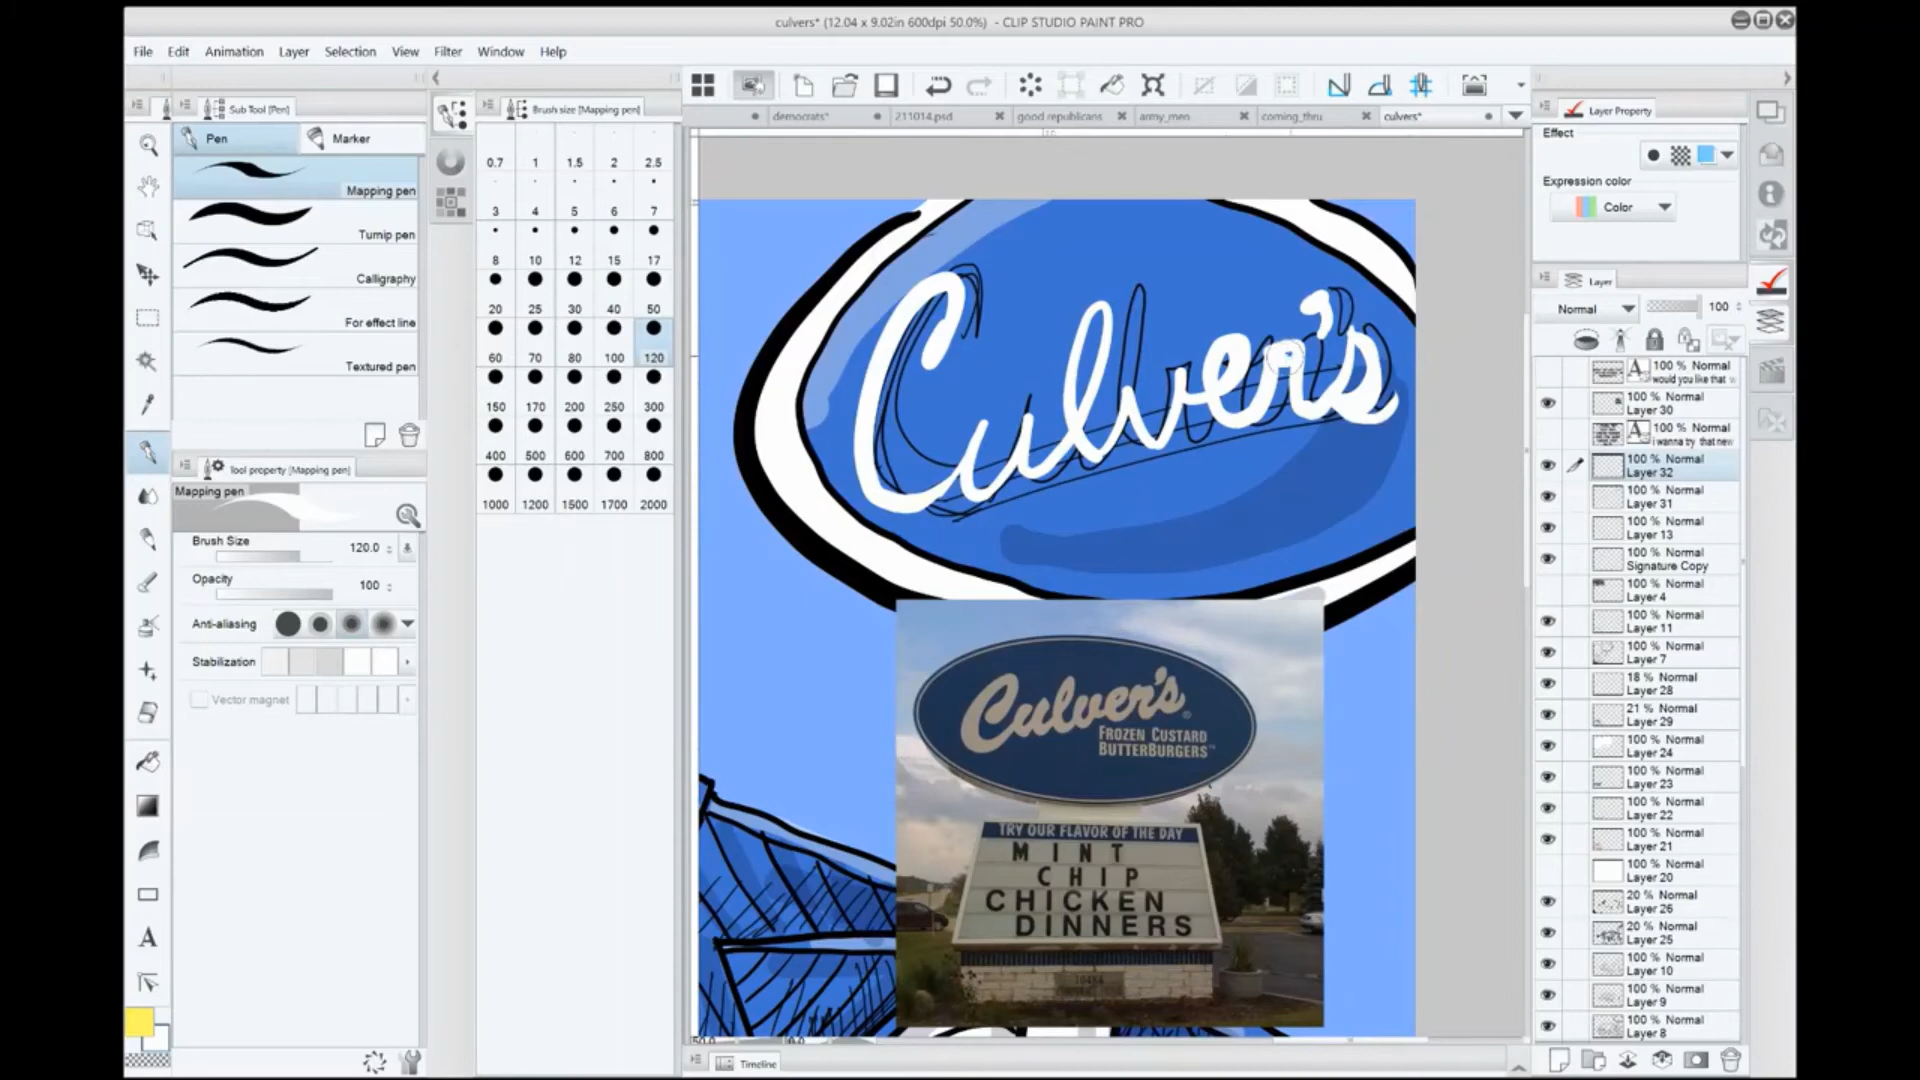 culvers* (12.04 x 9.02in 600dpi 50.0%) - CLIP STUDIO PAINT PRO
File Edit Animation Layer Selection View Filter Window Help
Sub Tool [Pen]
Brush size [Mapping pen]
democrats* 211014.psd good republicans army_men coming_thru culvers*
Layer Property
Pen Marker
Mapping pen
Turnip pen
Calligraphy
For effect line
Textured pen
0.7 1 1.5 2 2.5
3 4 5 6 7
8 10 12 15 17
20 25 30 40 50
60 70 80 100 120
150 170 200 250 300
400 500 600 700 800
1000 1200 1500 1700 2000
Tool property [Mapping pen]
Mapping pen
Brush Size 120.0
Opacity 100
Anti-aliasing
Stabilization
Vector magnet
Culver's
Culver's
FROZEN CUSTARD
BUTTERBURGERS
TRY OUR FLAVOR OF THE DAY
MINT
CHIP
CHICKEN
DINNERS
Timeline
Effect
Expression color
Color
Layer
Normal 100
100 % Normal
would you like that
100 % Normal
Layer 30
100 % Normal
i wanna try that new
100 % Normal
Layer 32
100 % Normal
Layer 31
100 % Normal
Layer 13
100 % Normal
Signature Copy
100 % Normal
Layer 4
100 % Normal
Layer 11
100 % Normal
Layer 7
18 % Normal
Layer 28
21 % Normal
Layer 29
100 % Normal
Layer 24
100 % Normal
Layer 23
100 % Normal
Layer 22
100 % Normal
Layer 21
100 % Normal
Layer 20
20 % Normal
Layer 26
20 % Normal
Layer 25
100 % Normal
Layer 10
100 % Normal
Layer 9
100 % Normal
Layer 8